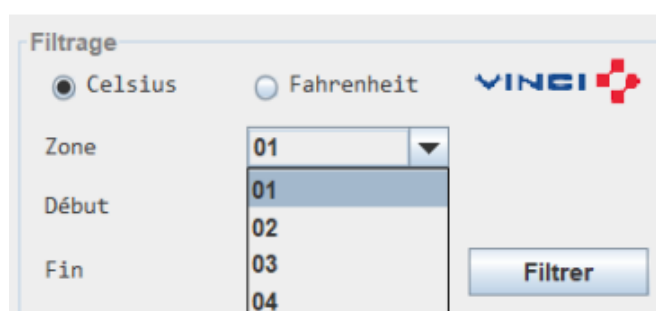 Filtrage
Celsius Fahrenheit VINCI
Zone 01
01
Début
02
Fin 03 Filtrer
04